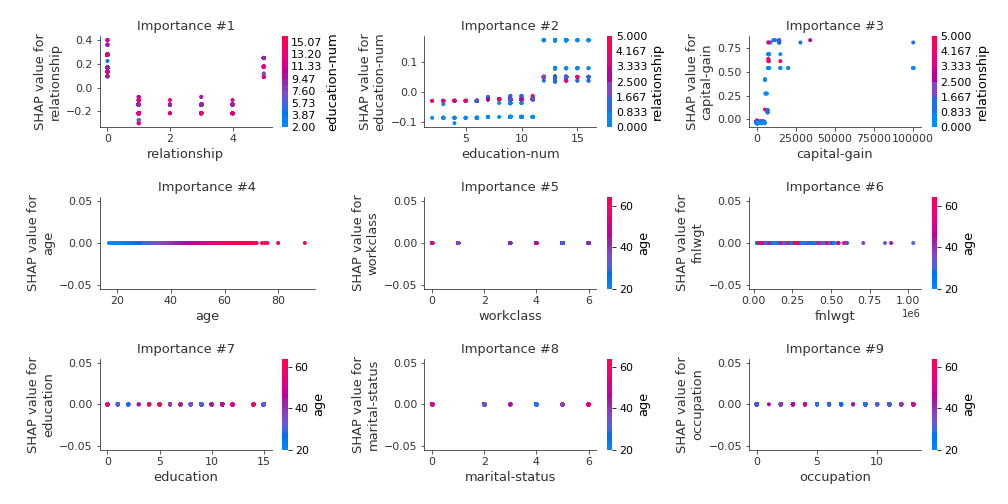 Importance #1
SHAP value for
relationship
0.4
0.2
0.0
−0.2
0
2
4
relationship
15.07
13.20
11.33
9.47
7.60
5.73
3.87
2.00
education-num
Importance #2
SHAP value for
education-num
0.1
0.0
−0.1
5
10
15
education-num
5.000
4.167
3.333
2.500
1.667
0.833
0.000
relationship
Importance #3
SHAP value for
capital-gain
0.75
0.50
0.25
0.00
0
25000
50000
75000
100000
capital-gain
5.000
4.167
3.333
2.500
1.667
0.833
0.000
relationship
Importance #4
SHAP value for
age
0.05
0.00
−0.05
20
40
60
80
age
Importance #5
SHAP value for
workclass
0.05
0.00
−0.05
0
2
4
6
workclass
60
40
20
age
Importance #6
SHAP value for
fnlwgt
0.05
0.00
−0.05
0.00
0.25
0.50
0.75
1.00
1e6
fnlwgt
60
40
20
age
Importance #7
SHAP value for
education
0.05
0.00
−0.05
0
5
10
15
education
60
40
20
age
Importance #8
SHAP value for
marital-status
0.05
0.00
−0.05
0
2
4
6
marital-status
60
40
20
age
Importance #9
SHAP value for
occupation
0.05
0.00
−0.05
0
5
10
occupation
60
40
20
age